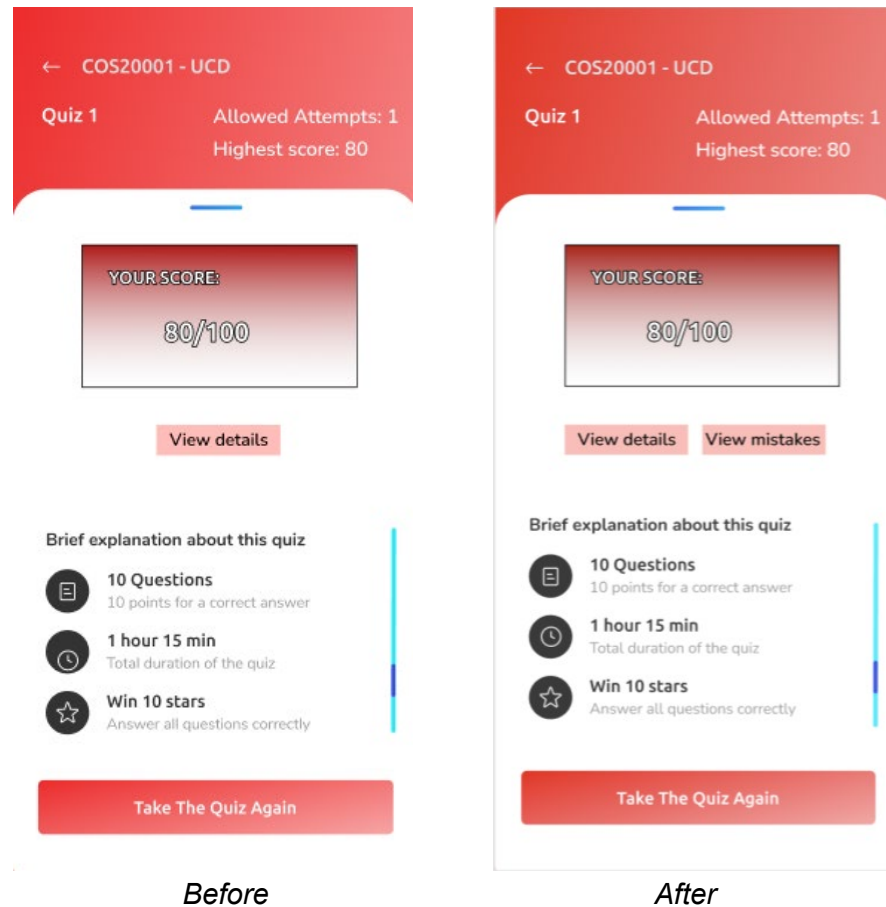 ← COS20001 - UCD
Quiz 1
Allowed Attempts: 1
Highest score: 80
YOUR SCORE:
80/100
View details
Brief explanation about this quiz
10 Questions
10 points for a correct answer
1 hour 15 min
Total duration of the quiz
Win 10 stars
Answer all questions correctly
Take The Quiz Again
Before
← COS20001 - UCD
Quiz 1
Allowed Attempts: 1
Highest score: 80
YOUR SCORE:
80/100
View details
View mistakes
Brief explanation about this quiz
10 Questions
10 points for a correct answer
1 hour 15 min
Total duration of the quiz
Win 10 stars
Answer all questions correctly
Take The Quiz Again
After